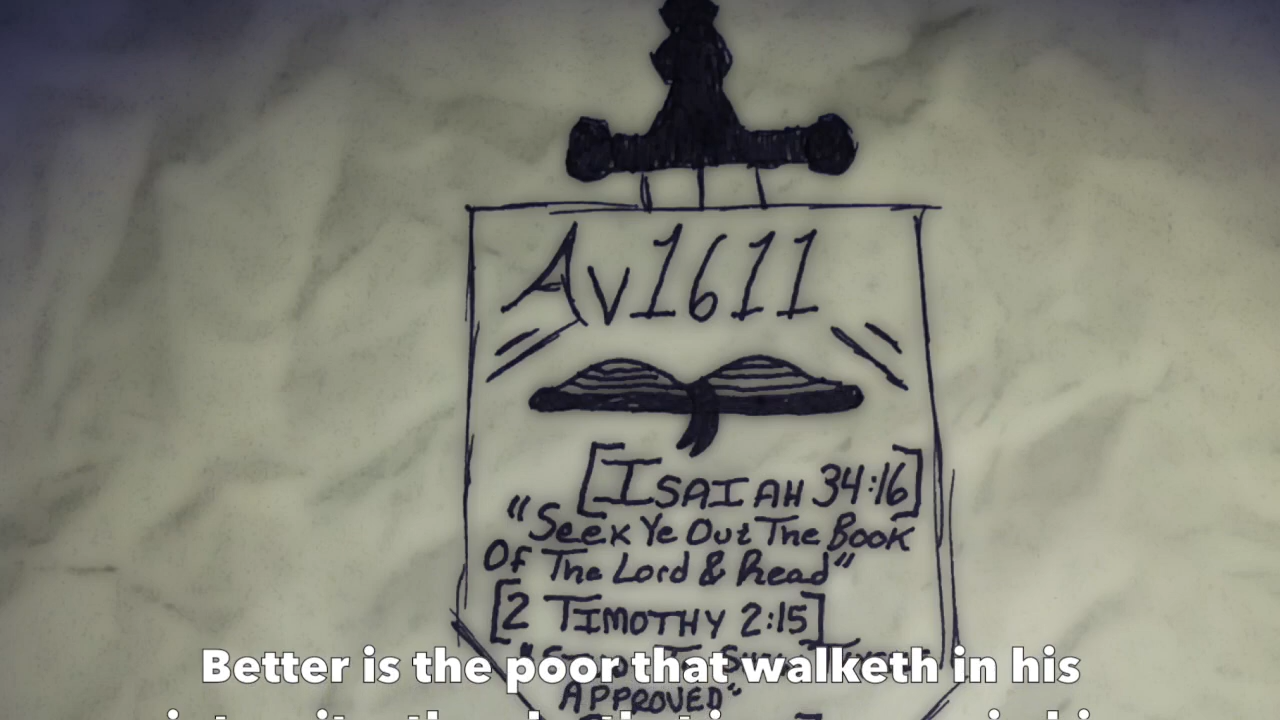 Av1611
[ISAIAH 34:16]
"Seek Ye Out The Book
Of The Lord & Read"
[2 TIMOTHY 2:15]
Better is the poor that walketh in his
APPROVED"